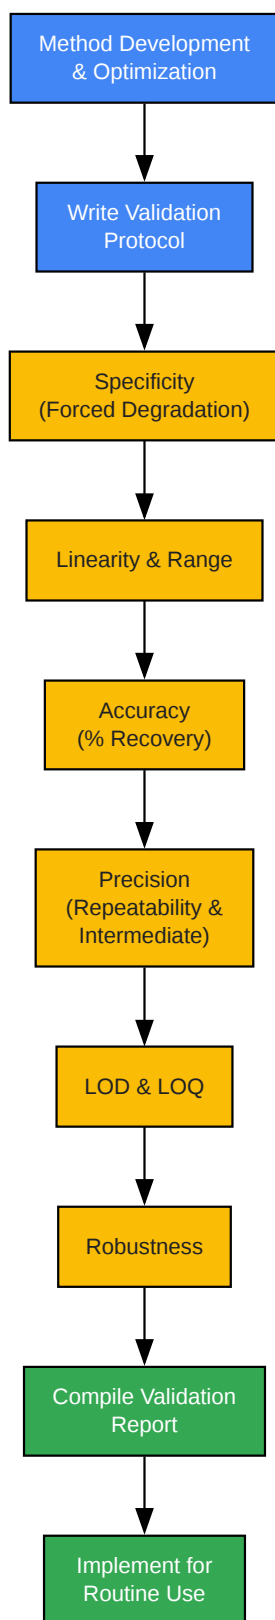 Method Development
& Optimization
Write Validation
Protocol
Specificity
(Forced Degradation)
Linearity & Range
Accuracy
(% Recovery)
Precision
(Repeatability &
Intermediate)
LOD & LOQ
Robustness
Compile Validation
Report
Implement for
Routine Use